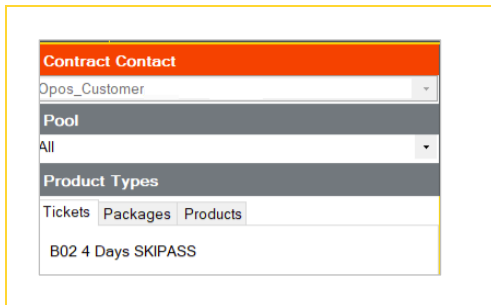 Contract Contact
Opos_Customer
Pool
All
Product Types
Tickets Packages Products
B02 4 Days SKIPASS